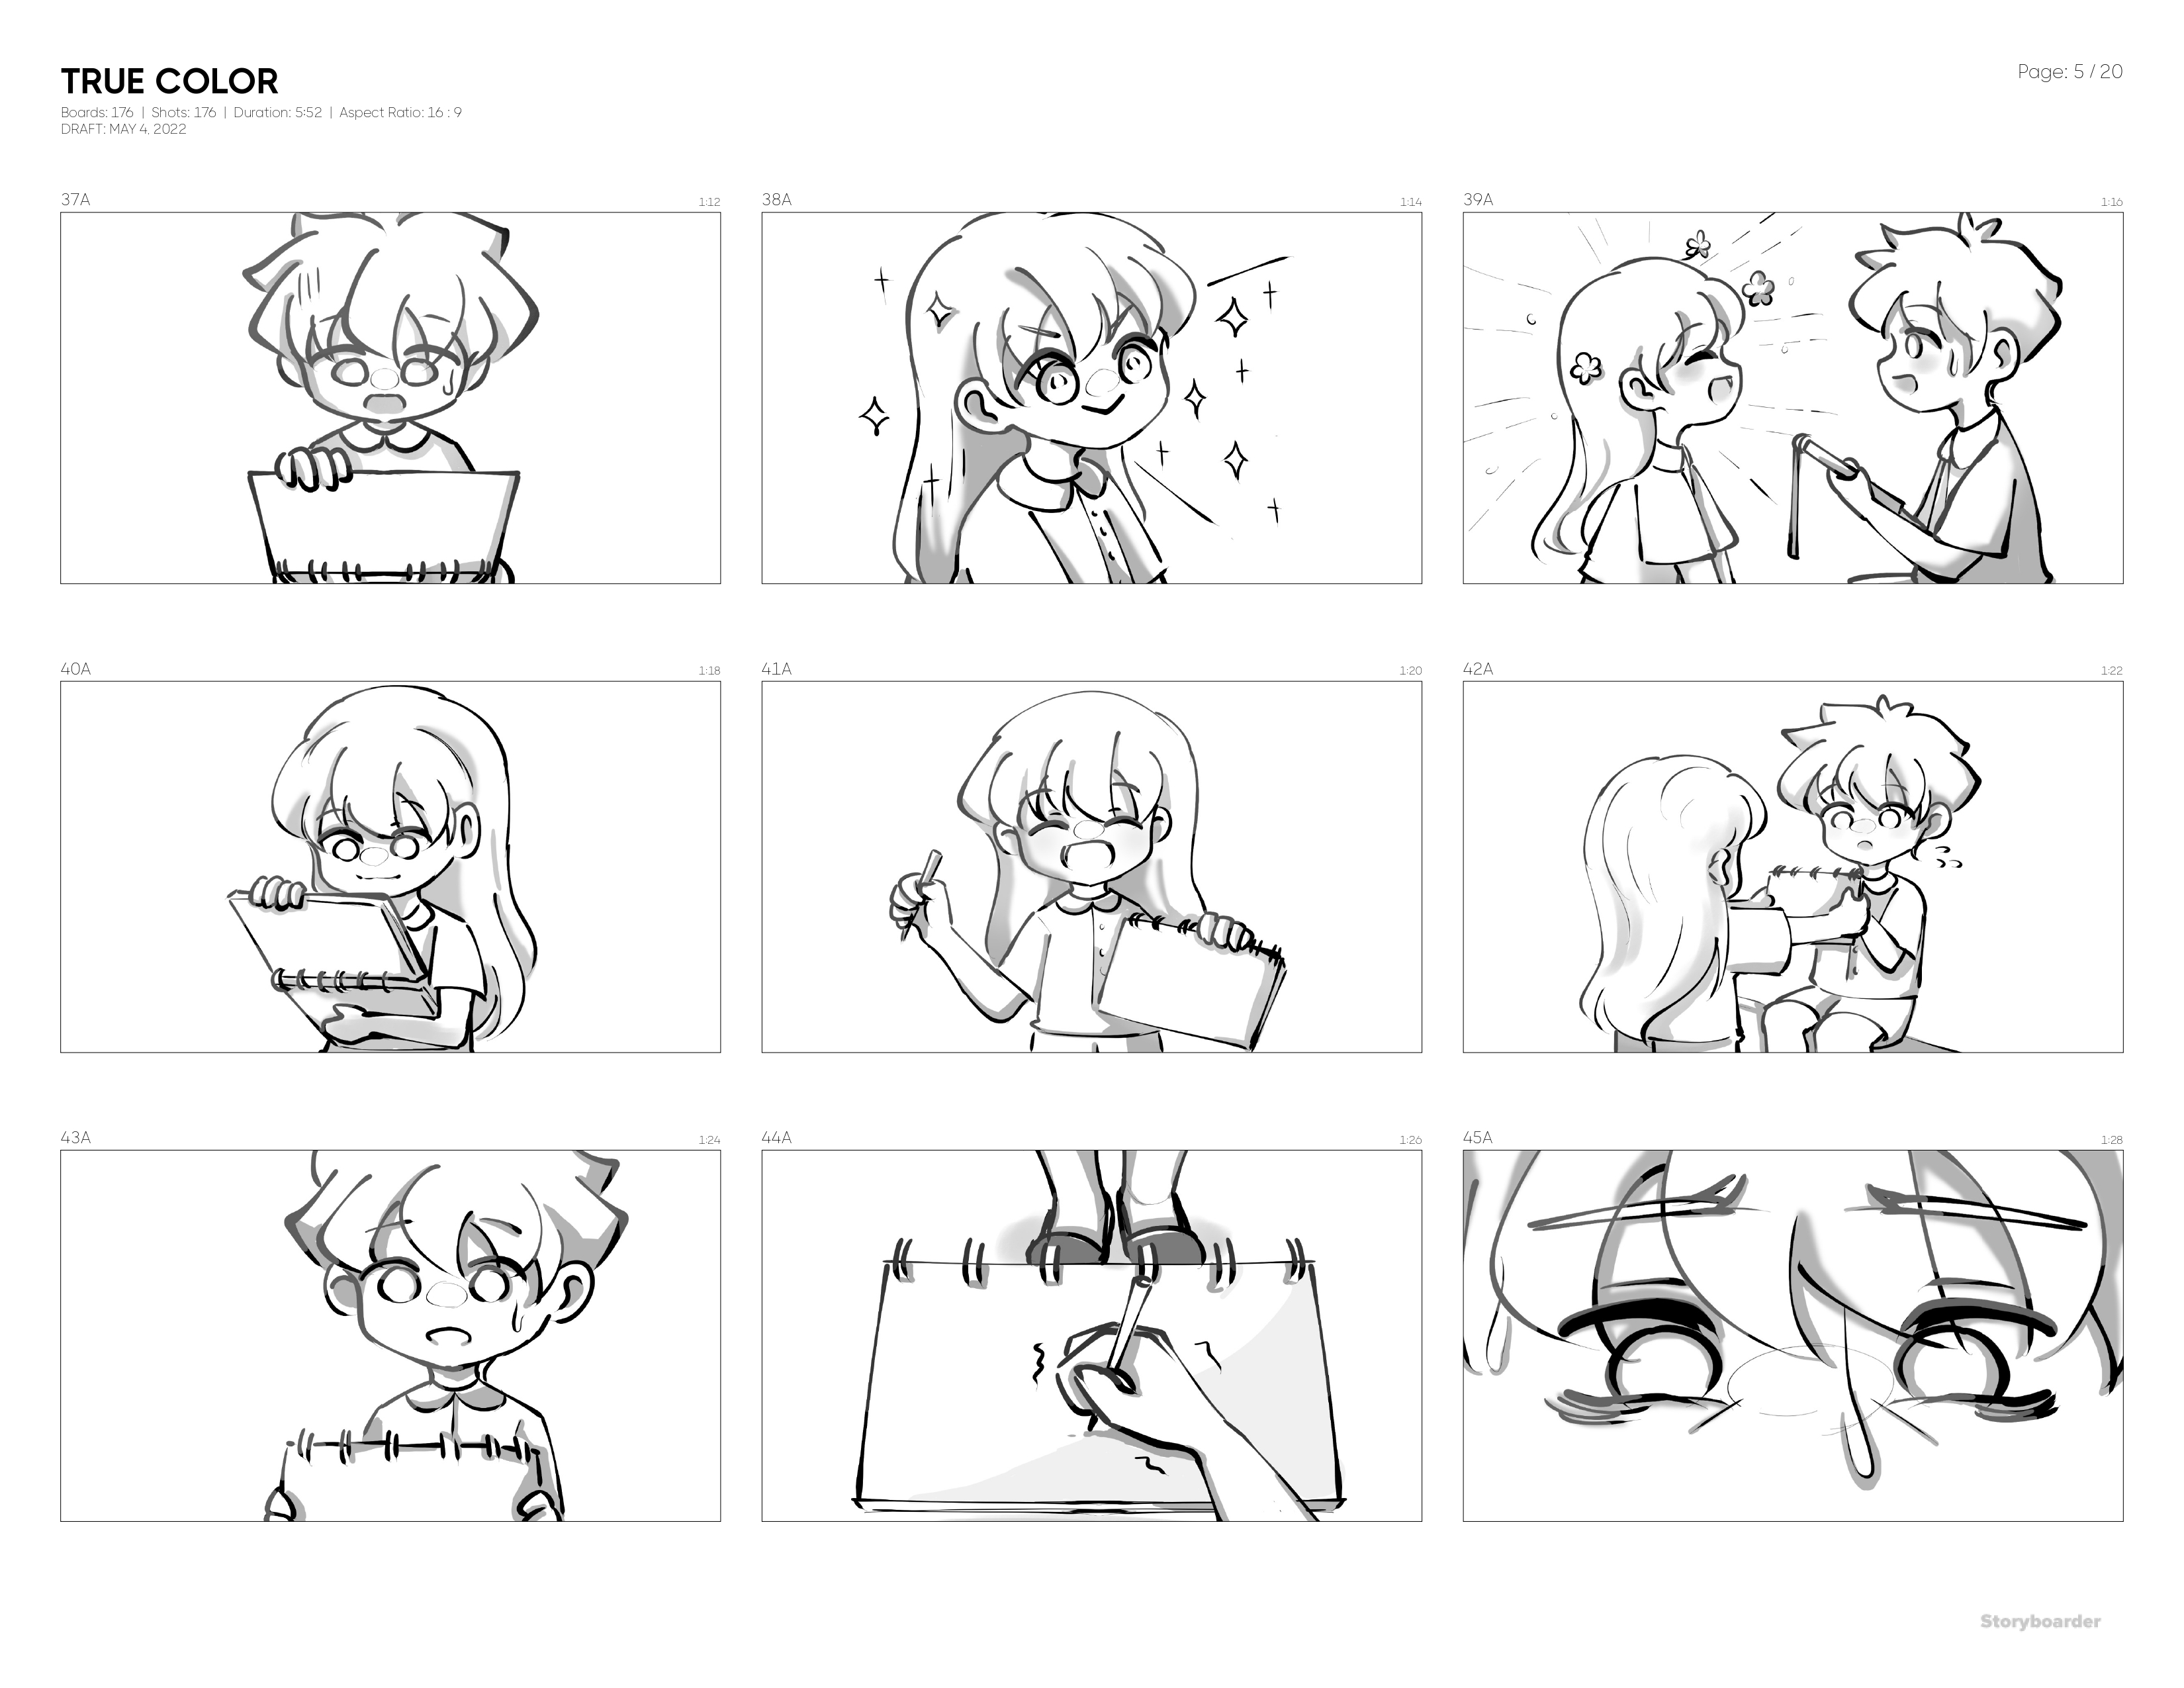 TRUE COLOR
Page: 5 / 20
Boards: 176 | Shots: 176 | Duration: 5:52 | Aspect Ratio: 16 : 9
DRAFT: MAY 4, 2022
37A 1:12
38A 1:14
39A 1:16
40A 1:18
41A 1:20
42A 1:22
43A 1:24
44A 1:26
45A 1:28
Storyboarder